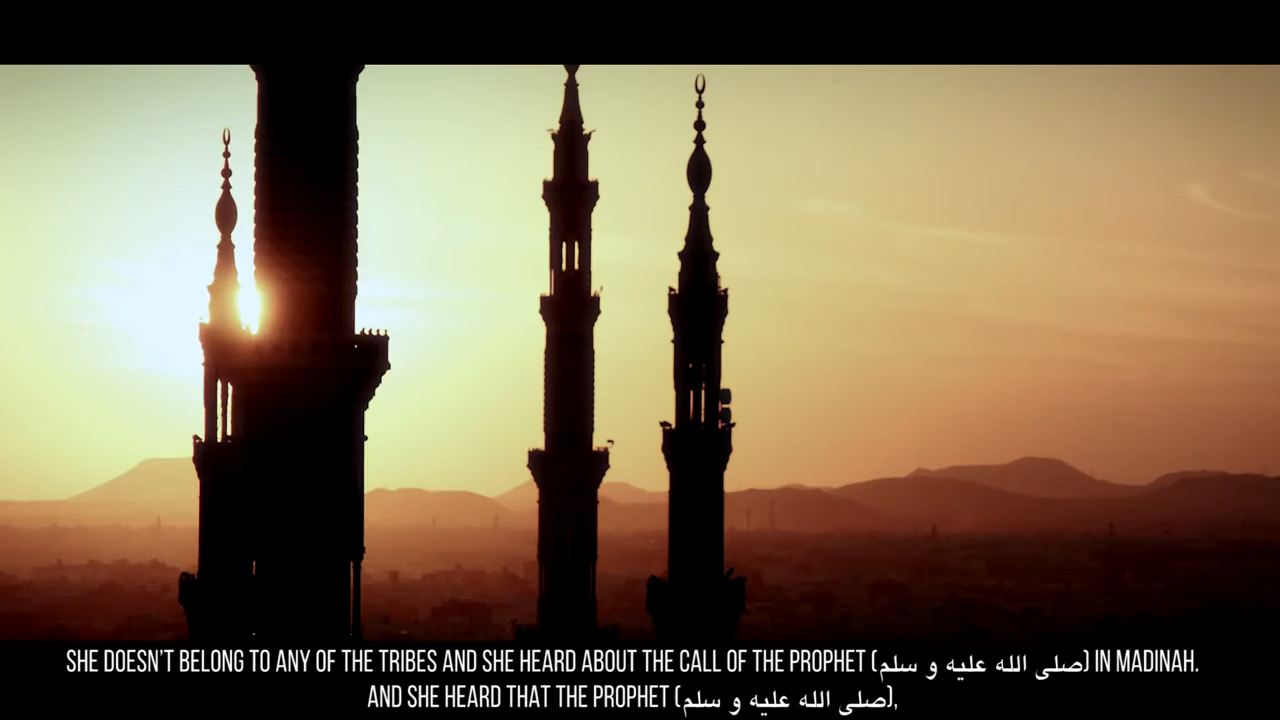 SHE DOESN'T BELONG TO ANY OF THE TRIBES AND SHE HEARD ABOUT THE CALL OF THE PROPHET (صلى الله عليه و سلم) IN MADINAH.
AND SHE HEARD THAT THE PROPHET (صلى الله عليه و سلم),